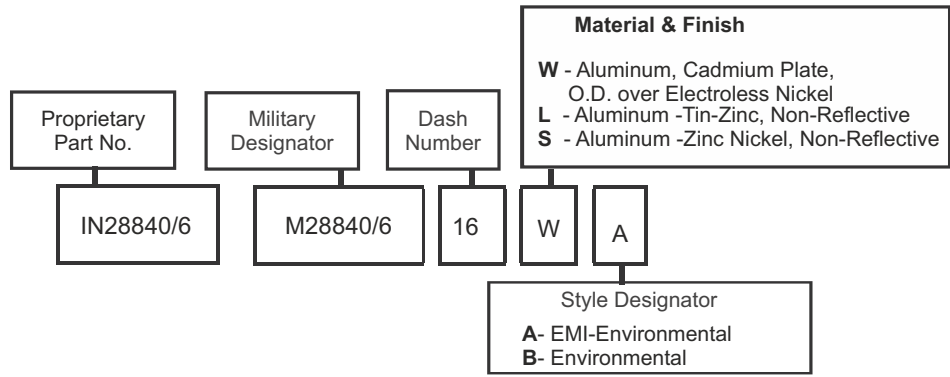 Material & Finish
W - Aluminum, Cadmium Plate,
O.D. over Electroless Nickel
L - Aluminum -Tin-Zinc, Non-Reflective
S - Aluminum -Zinc Nickel, Non-Reflective
Proprietary
Part No.
Military
Designator
Dash
Number
IN28840/6
M28840/6
16
W
A
Style Designator
A- EMI-Environmental
B- Environmental